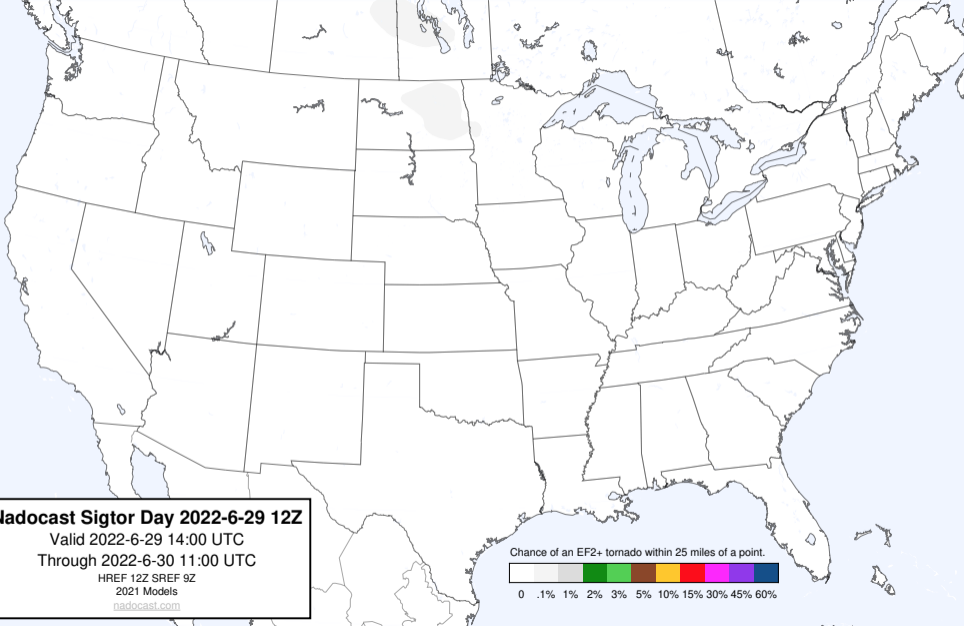 Nadocast Sigtor Day 2022-6-29 12Z
Valid 2022-6-29 14:00 UTC
Through 2022-6-30 11:00 UTC
HREF 12Z SREF 9Z
2021 Models
nadocast.com
Chance of an EF2+ tornado within 25 miles of a point.
0 .1% 1% 2% 3% 5% 10% 15% 30% 45% 60%